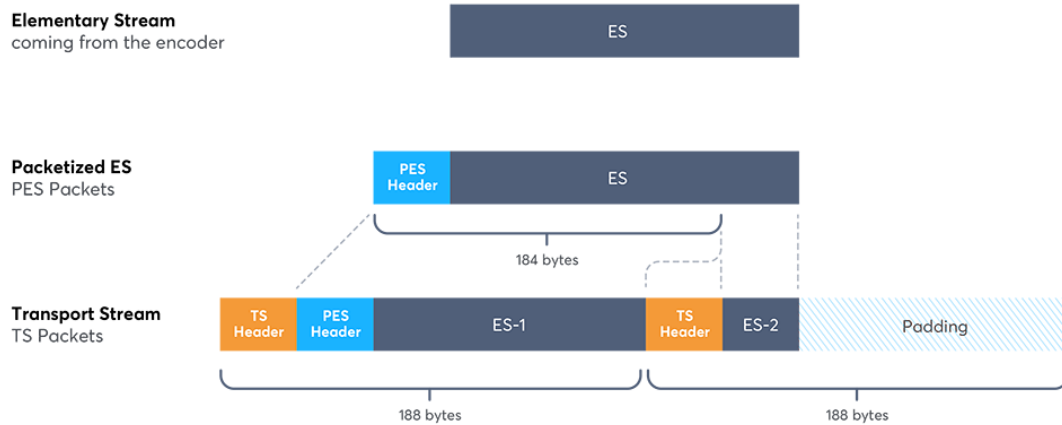 Elementary Stream
coming from the encoder
ES
Packetized ES
PES Packets
PES
Header
ES
184 bytes
Transport Stream
TS Packets
TS
Header
PES
Header
ES-1
TS
Header
ES-2
Padding
188 bytes
188 bytes